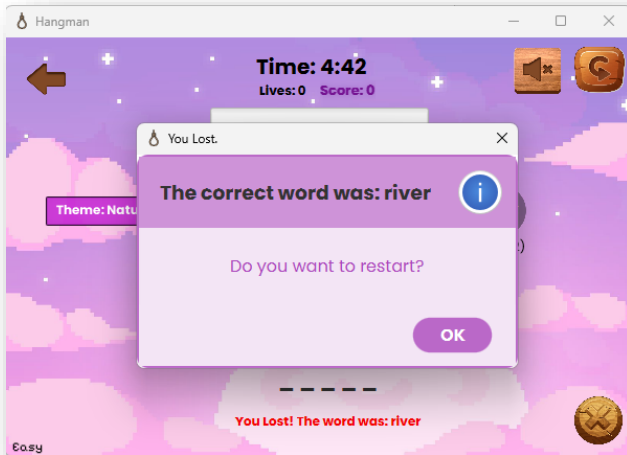 Hangman
Time: 4:42
Lives: 0 Score: 0
You Lost.
The correct word was: river
Theme: Natu
Do you want to restart?
OK
You Lost! The word was: river
Easy